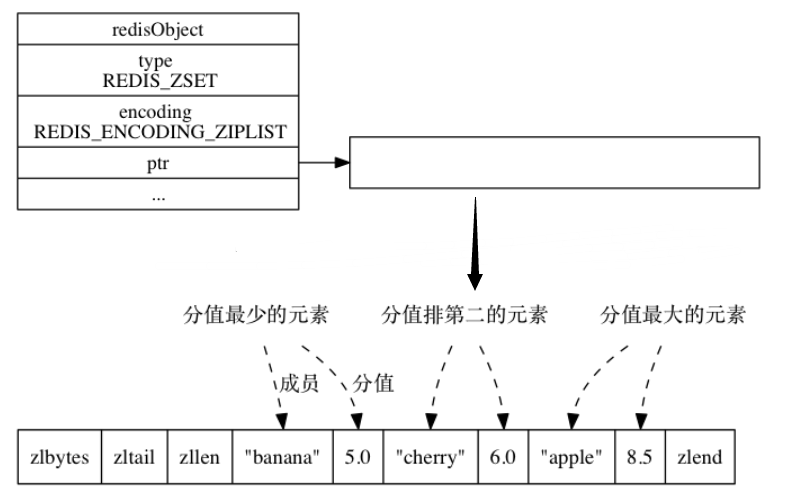 redisObject
type
REDIS_ZSET
encoding
REDIS_ENCODING_ZIPLIST
ptr
...
分值最少的元素 分值排第二的元素 分值最大的元素
成员 分值
zlbytes zltail zllen "banana" 5.0 "cherry" 6.0 "apple" 8.5 zlend